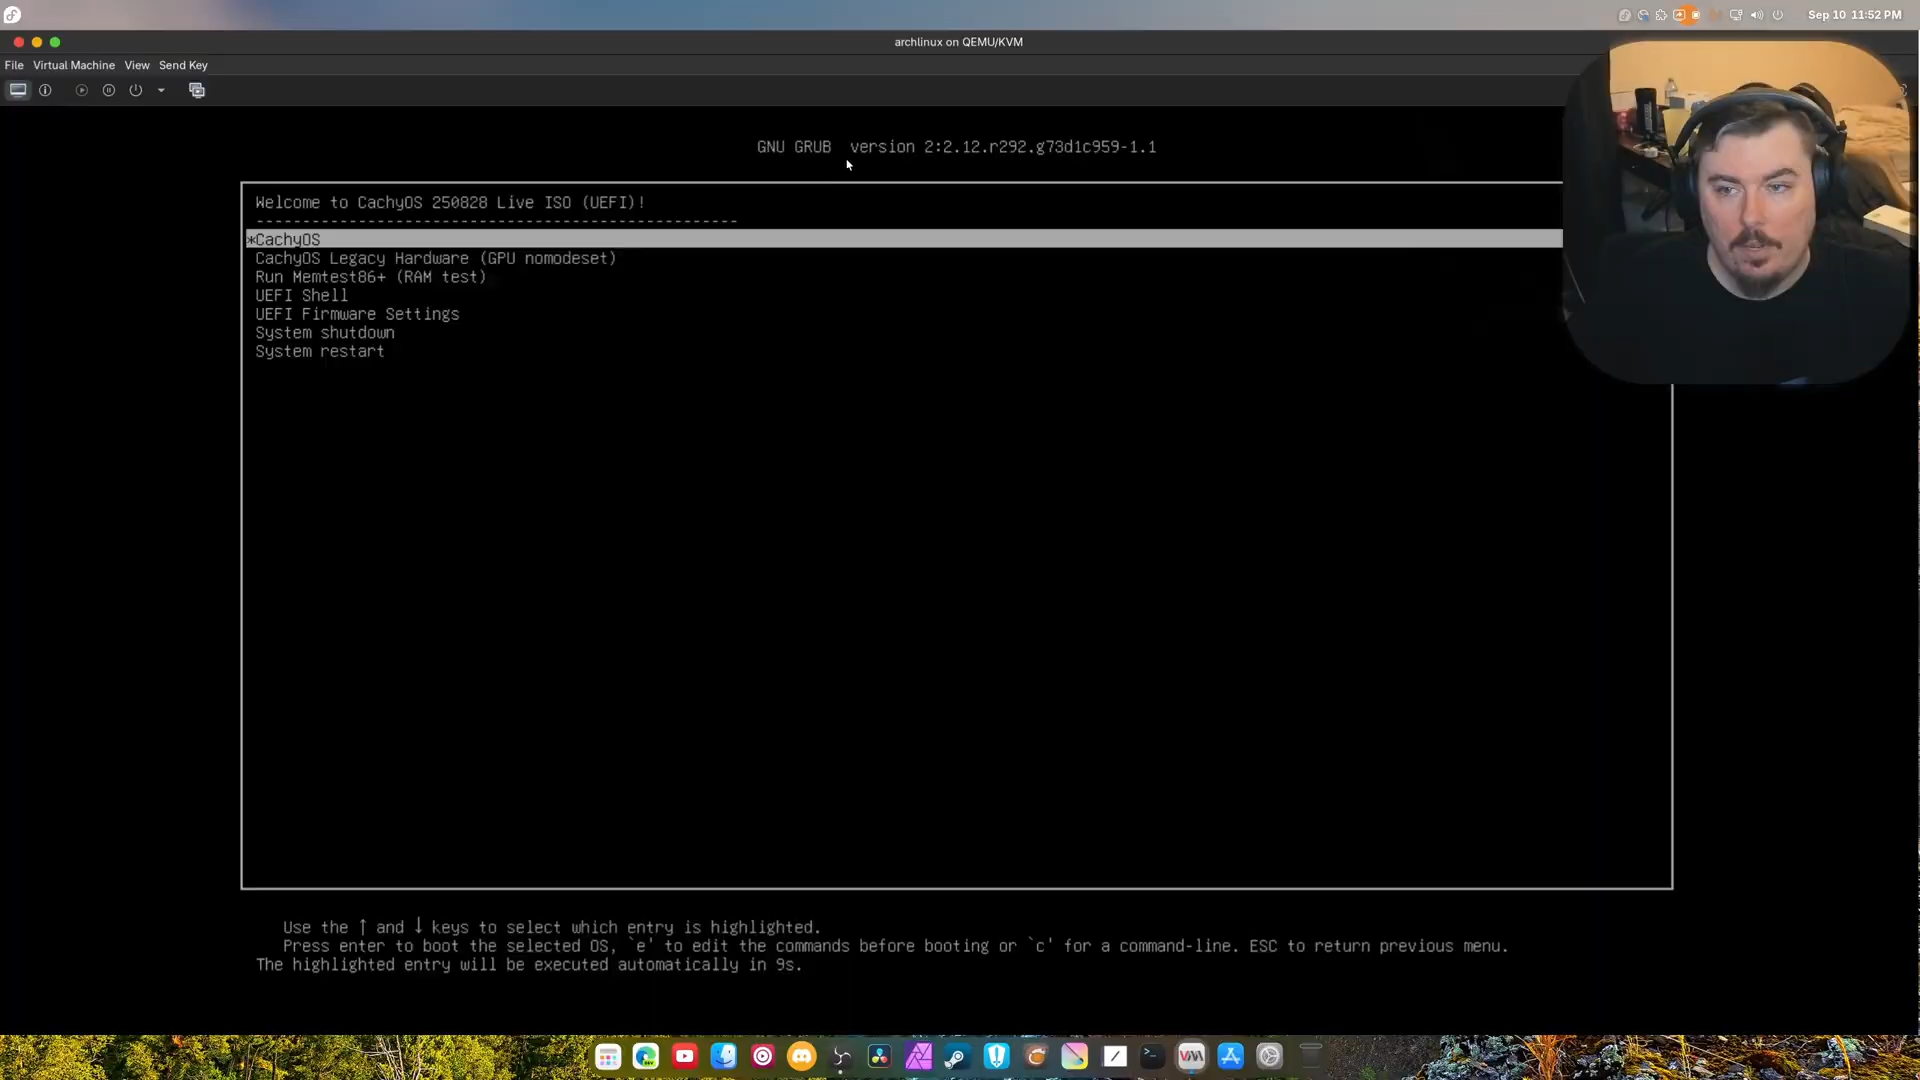 Sep 10 11:52 PM
archlinux on QEMU/KVM
File Virtual Machine View Send Key
GNU GRUB version 2:2.12.r292.g73d1c959-1.1
Welcome to CachyOS 250828 Live ISO (UEFI)!
--------------------------------------------------
*CachyOS
CachyOS Legacy Hardware (GPU nomodeset)
Run Memtest86+ (RAM test)
UEFI Shell
UEFI Firmware Settings
System shutdown
System restart
Use the ↑ and ↓ keys to select which entry is highlighted.
Press enter to boot the selected OS, `e' to edit the commands before booting or `c' for a command-line. ESC to return previous menu.
The highlighted entry will be executed automatically in 9s.